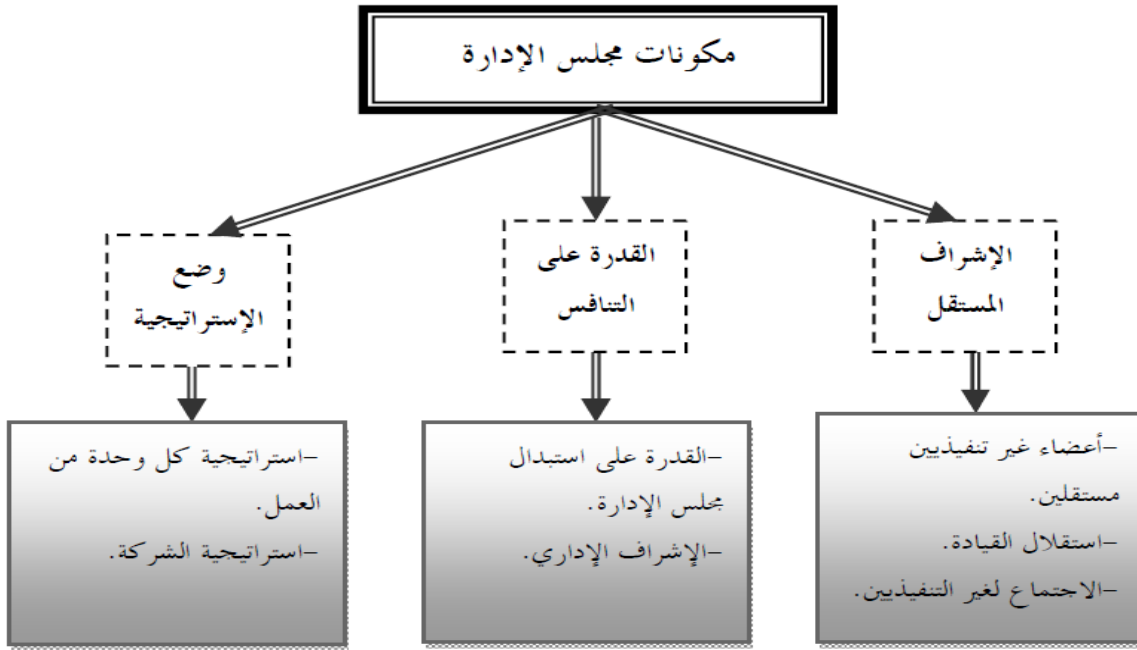 مكونات مجلس الإدارة
الإشراف
المستقل
القدرة على
التنافس
وضع
الإستراتيجية
-أعضاء غير تنفيذيين
مستقلين.
-استقلال القيادة.
-الاجتماع لغير التنفيذيين.
-القدرة على استبدال
مجلس الإدارة.
-الإشراف الإداري.
-استراتيجية كل وحدة من
العمل.
-استراتيجية الشركة.